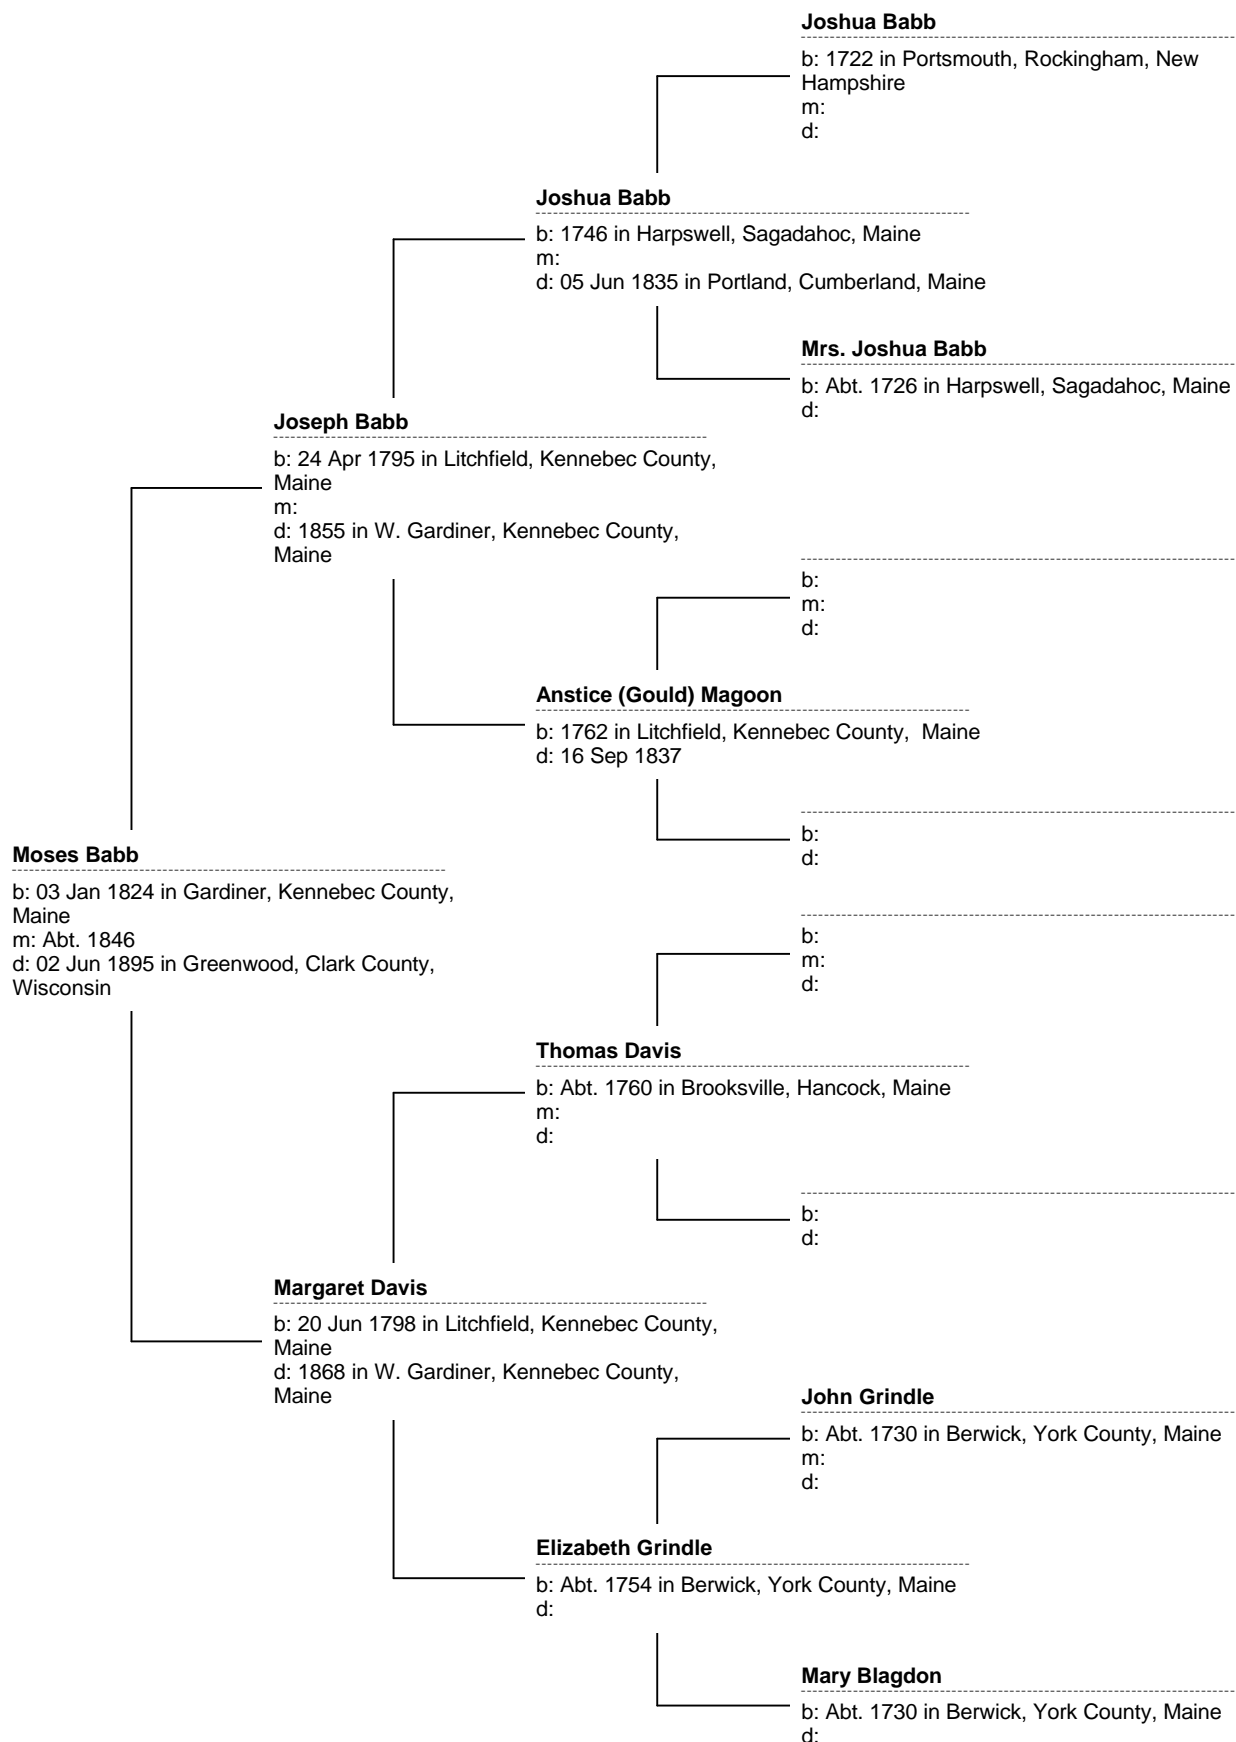 Joshua Babb
b: 1722 in Portsmouth, Rockingham, New
Hampshire
m:
d:
Joshua Babb
b: 1746 in Harpswell, Sagadahoc, Maine
m:
d: 05 Jun 1835 in Portland, Cumberland, Maine
Mrs. Joshua Babb
b: Abt. 1726 in Harpswell, Sagadahoc, Maine
d:
Joseph Babb
b: 24 Apr 1795 in Litchfield, Kennebec County,
Maine
m:
d: 1855 in W. Gardiner, Kennebec County,
Maine
b:
m:
d:
Anstice (Gould) Magoon
b: 1762 in Litchfield, Kennebec County,  Maine
d: 16 Sep 1837
b:
d:
Moses Babb
b: 03 Jan 1824 in Gardiner, Kennebec County,
Maine
m: Abt. 1846
d: 02 Jun 1895 in Greenwood, Clark County,
Wisconsin
b:
m:
d:
Thomas Davis
b: Abt. 1760 in Brooksville, Hancock, Maine
m:
d:
b:
d:
Margaret Davis
b: 20 Jun 1798 in Litchfield, Kennebec County,
Maine
d: 1868 in W. Gardiner, Kennebec County,
Maine
John Grindle
b: Abt. 1730 in Berwick, York County, Maine
m:
d:
Elizabeth Grindle
b: Abt. 1754 in Berwick, York County, Maine
d:
Mary Blagdon
b: Abt. 1730 in Berwick, York County, Maine
d: